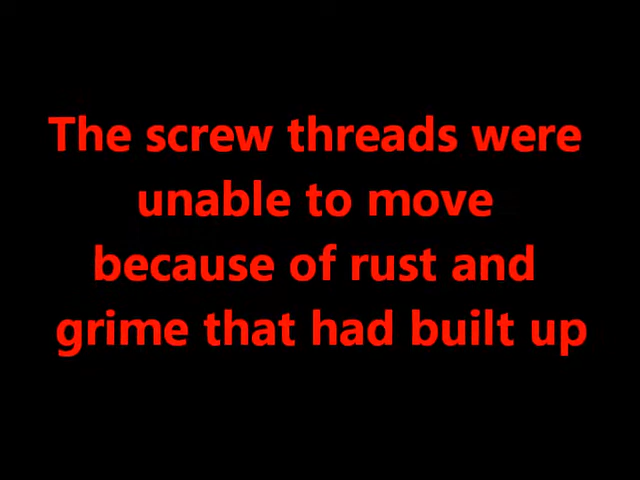 The screw threads were
unable to move
because of rust and
grime that had built up